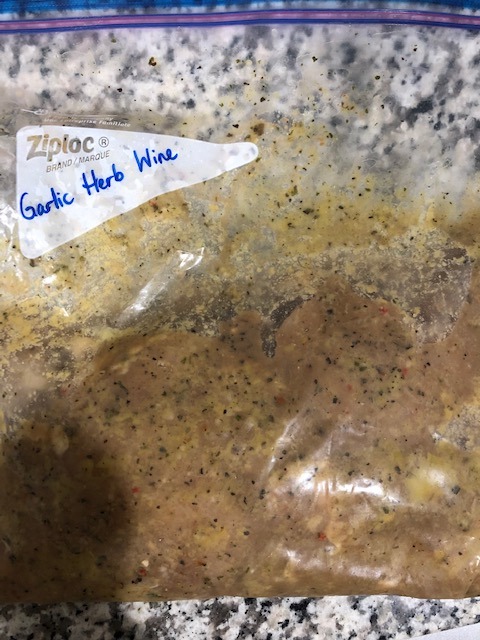 Ziploc®
BRAND/MARQUE
Garlic Herb Wine